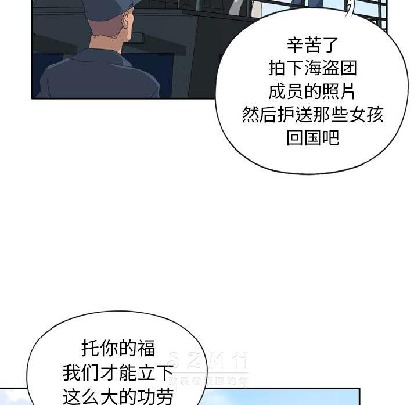 辛苦了
拍下海盗团
成员的照片
然后护送那些女孩
回国吧
托你的福
我们才能立下
这么大的功劳